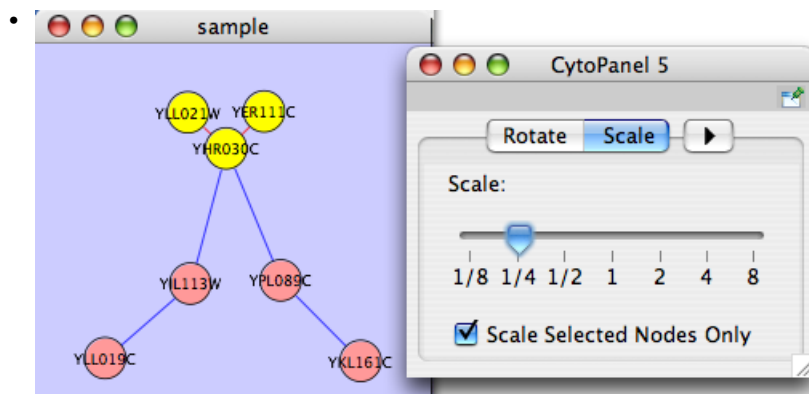 sample
YLL021W YER111C
YHR030C
YIL113W YPL089C
YLL019C YKL161C
CytoPanel 5
Rotate Scale
Scale:
1/8 1/4 1/2 1 2 4 8
Scale Selected Nodes Only